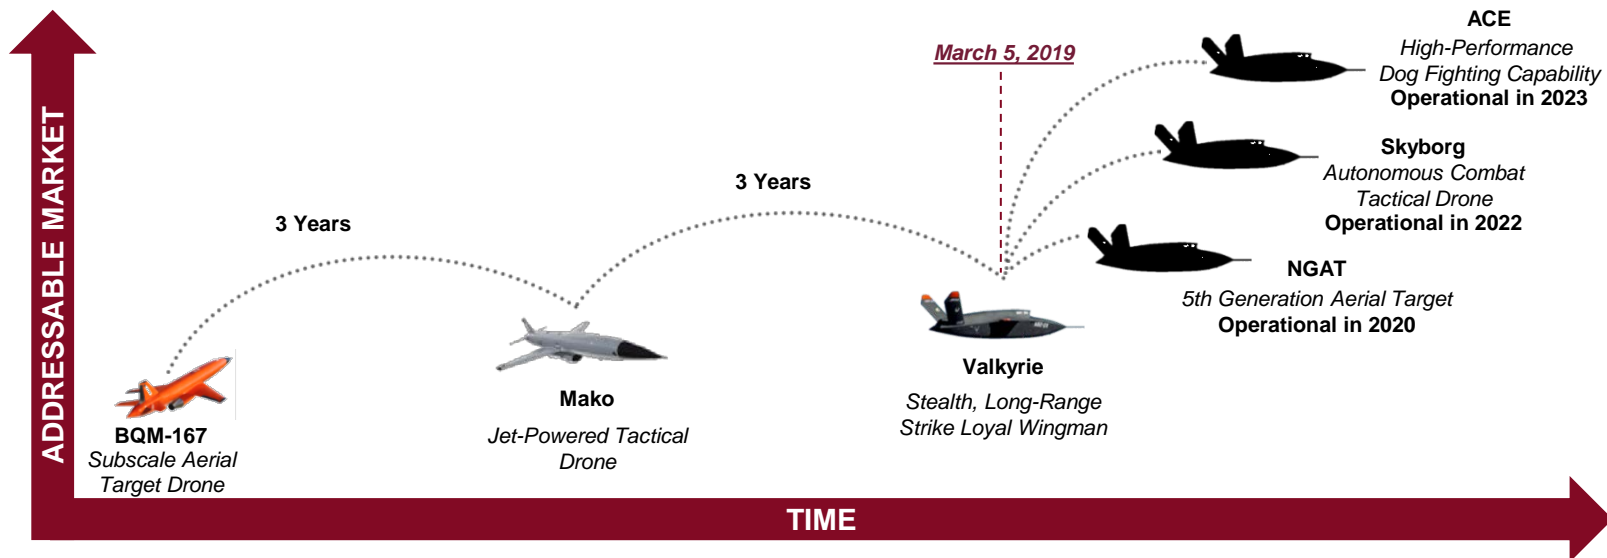 ADDRESSABLE MARKET
BQM-167
Subscale Aerial
Target Drone
3 Years
Mako
Jet-Powered Tactical
Drone
3 Years
March 5, 2019
Valkyrie
Stealth, Long-Range
Strike Loyal Wingman
ACE
High-Performance
Dog Fighting Capability
Operational in 2023
Skyborg
Autonomous Combat
Tactical Drone
Operational in 2022
NGAT
5th Generation Aerial Target
Operational in 2020
TIME